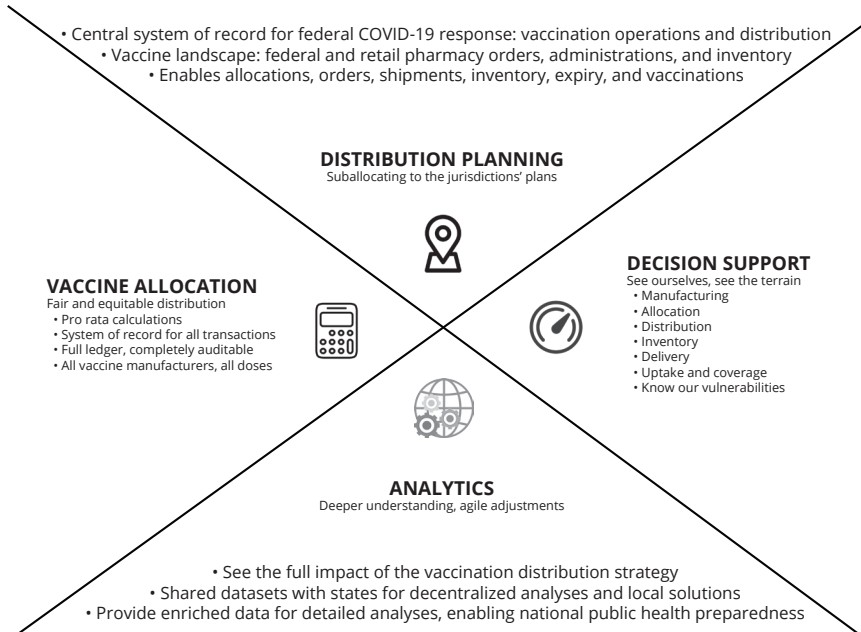 • Central system of record for federal COVID-19 response: vaccination operations and distribution
• Vaccine landscape: federal and retail pharmacy orders, administrations, and inventory
• Enables allocations, orders, shipments, inventory, expiry, and vaccinations
DISTRIBUTION PLANNING
Suballocating to the jurisdictions’ plans
VACCINE ALLOCATION
Fair and equitable distribution
• Pro rata calculations
• System of record for all transactions
• Full ledger, completely auditable
• All vaccine manufacturers, all doses
DECISION SUPPORT
See ourselves, see the terrain
• Manufacturing
• Allocation
• Distribution
• Inventory
• Delivery
• Uptake and coverage
• Know our vulnerabilities
ANALYTICS
Deeper understanding, agile adjustments
• See the full impact of the vaccination distribution strategy
• Shared datasets with states for decentralized analyses and local solutions
• Provide enriched data for detailed analyses, enabling national public health preparedness